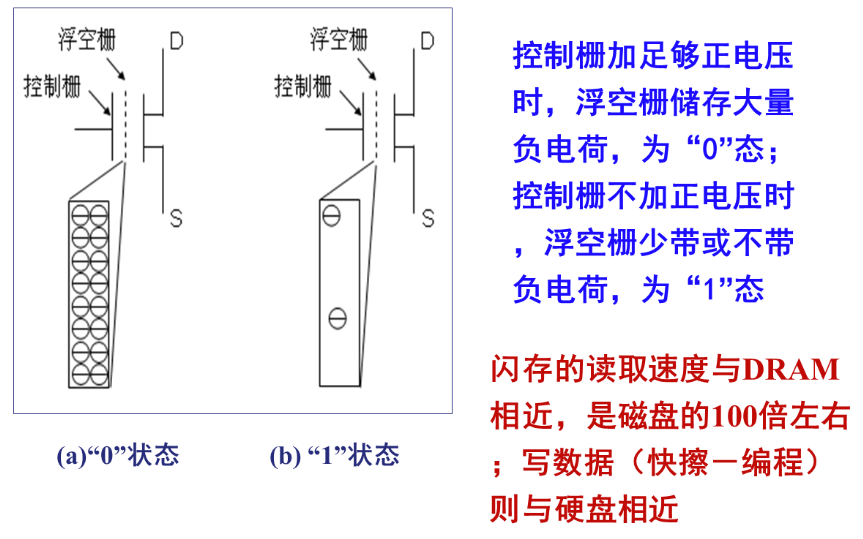 浮空栅
D
控制栅
S
浮空栅
D
控制栅
S
(a)“0”状态
(b) “1”状态
控制栅加足够正电压
时，浮空栅储存大量
负电荷，为“0”态；
控制栅不加正电压时
，浮空栅少带或不带
负电荷，为“1”态
闪存的读取速度与DRAM
相近，是磁盘的100倍左右
；写数据（快擦－编程）
则与硬盘相近